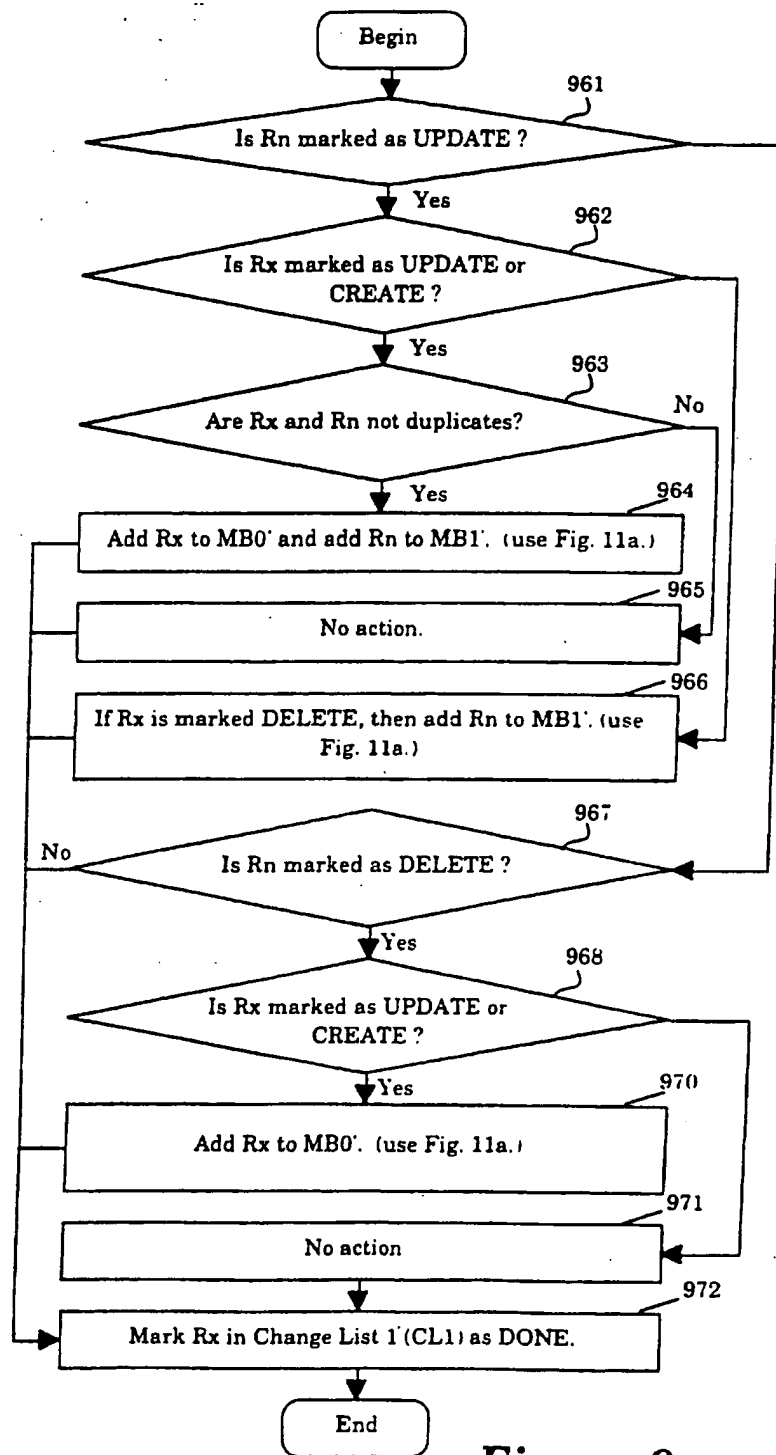 Begin
961
Is Rn marked as UPDATE ?
Yes
962
Is Rx marked as UPDATE or
CREATE ?
Yes
963
Are Rx and Rn not duplicates?
No
Yes
964
Add Rx to MB0' and add Rn to MB1'. (use Fig. 11a.)
965
No action.
966
If Rx is marked DELETE, then add Rn to MB1'. (use
Fig. 11a.)
967
No
Is Rn marked as DELETE ?
Yes
968
Is Rx marked as UPDATE or
CREATE ?
Yes
970
Add Rx to MB0'. (use Fig. 11a.)
971
No action
972
Mark Rx in Change List 1'(CL1) as DONE.
End